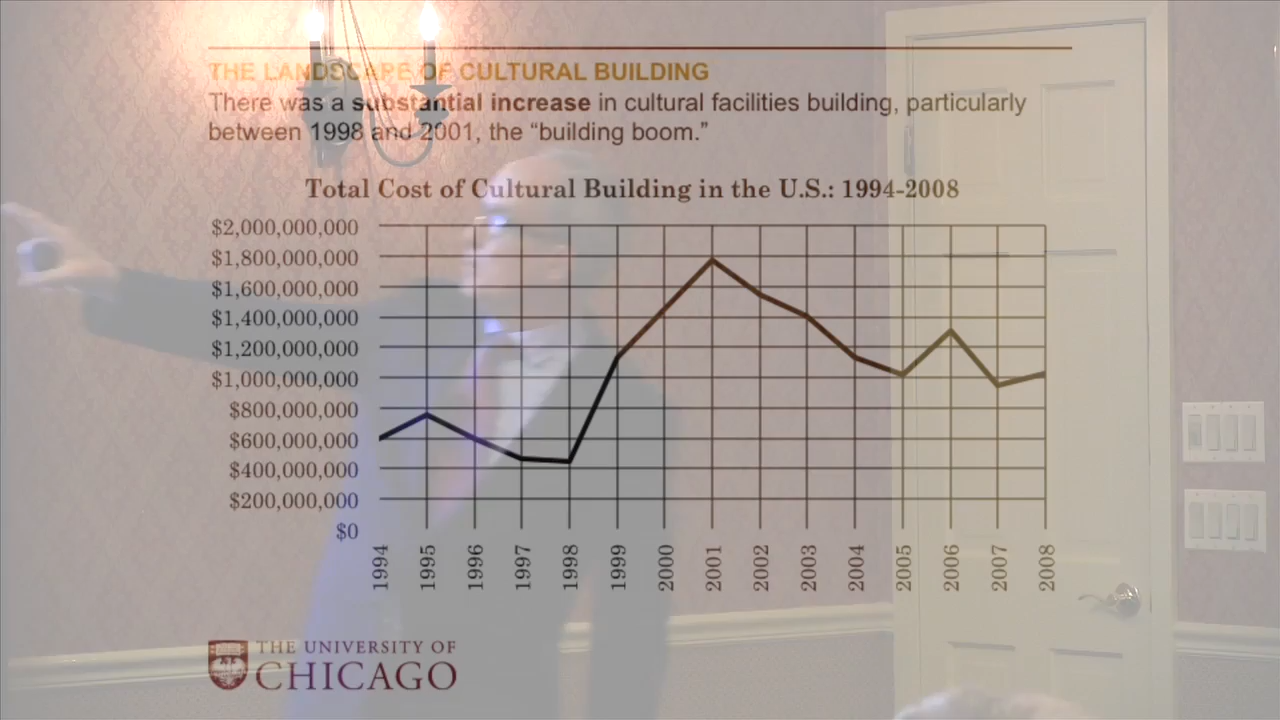 THE LANDSCAPE OF CULTURAL BUILDING
There was a substantial increase in cultural facilities building, particularly
between 1998 and 2001, the “building boom.”
Total Cost of Cultural Building in the U.S.: 1994-2008
$2,000,000,000
$1,800,000,000
$1,600,000,000
$1,400,000,000
$1,200,000,000
$1,000,000,000
$800,000,000
$600,000,000
$400,000,000
$200,000,000
$0
1994 1995 1996 1997 1998 1999 2000 2001 2002 2003 2004 2005 2006 2007 2008
THE UNIVERSITY OF
CHICAGO